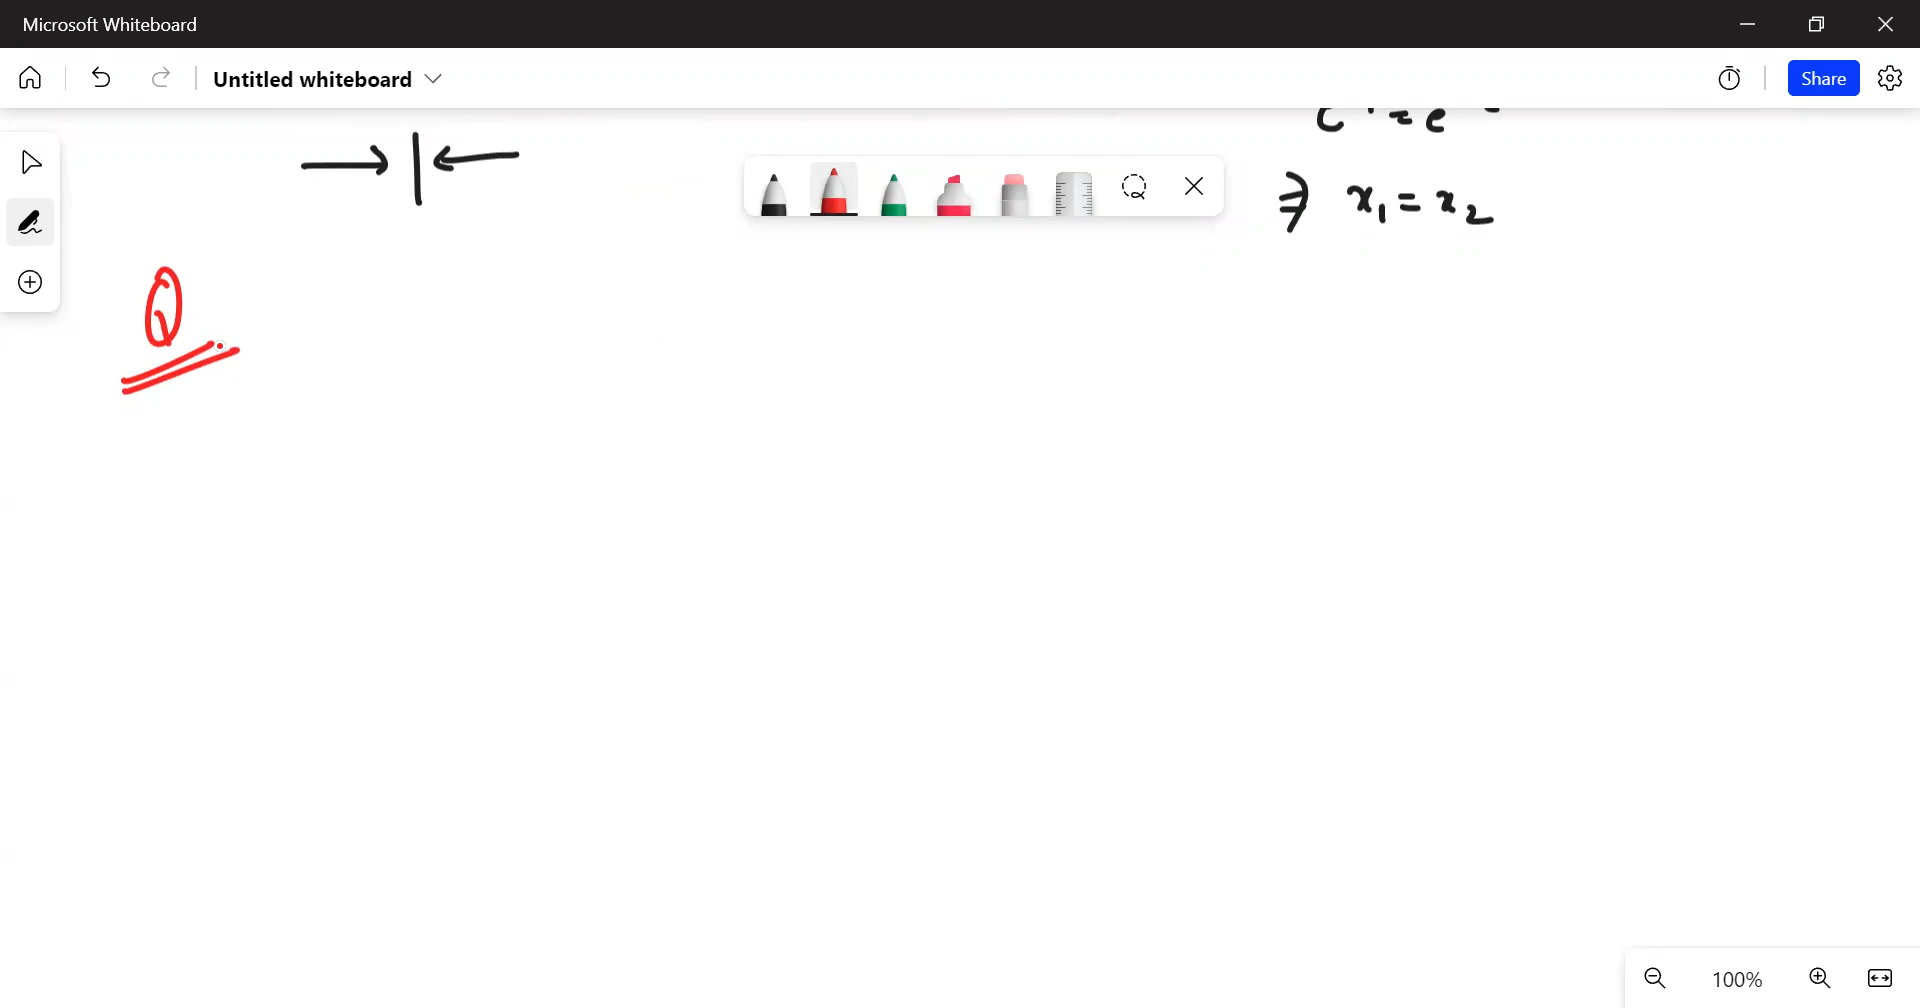 Microsoft Whiteboard
Untitled whiteboard
Share
⇒ x₁ = x₂
Q
100%